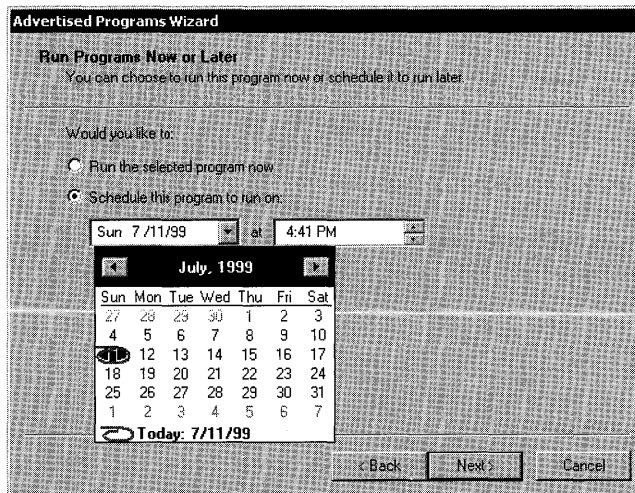 Advertised Programs Wizard
Run Programs Now or Later
You can choose to run this program now or schedule it to run later.
Would you like to:
Run the selected program now
Schedule this program to run on:
Sun 7 /11/99 at 4:41 PM
July, 1999
Sun Mon Tue Wed Thu Fri Sat
27 28 29 30 1 2 3
4 5 6 7 8 9 10
11 12 13 14 15 16 17
18 19 20 21 22 23 24
25 26 27 28 29 30 31
1 2 3 4 5 6 7
Today: 7/11/99
< Back Next > Cancel